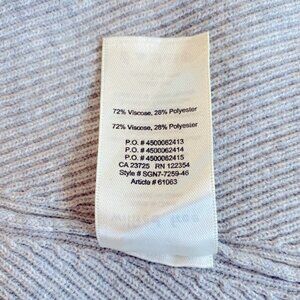 72% Viscose, 28% Polyester
72% Viscose, 28% Polyester
P.O. # 4500062413
P.O. # 4500062414
P.O. # 4500062415
CA 23725 RN 122354
Style # SGN7-7259-46
Article # 61063